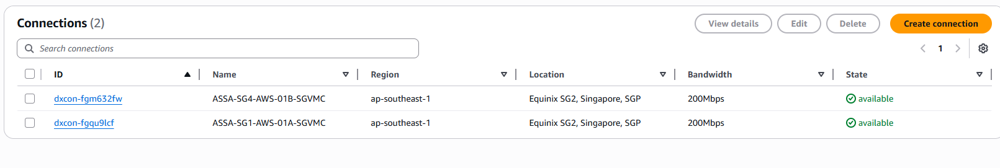 Connections (2)
View details
Edit
Delete
Create connection
Search connections
1
ID Name Region Location Bandwidth State
dxcon-fgm632fw ASSA-SG4-AWS-01B-SGVMC ap-southeast-1 Equinix SG2, Singapore, SGP 200Mbps available
dxcon-fgqu9lcf ASSA-SG1-AWS-01A-SGVMC ap-southeast-1 Equinix SG2, Singapore, SGP 200Mbps available